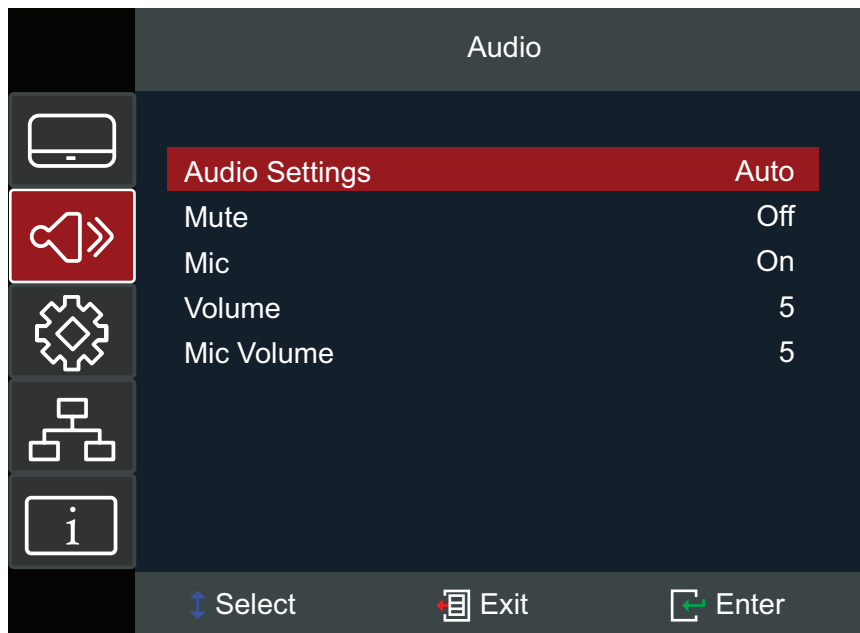 Audio
Audio Settings Auto
Mute Off
Mic On
Volume 5
Mic Volume 5
i
Select Exit Enter